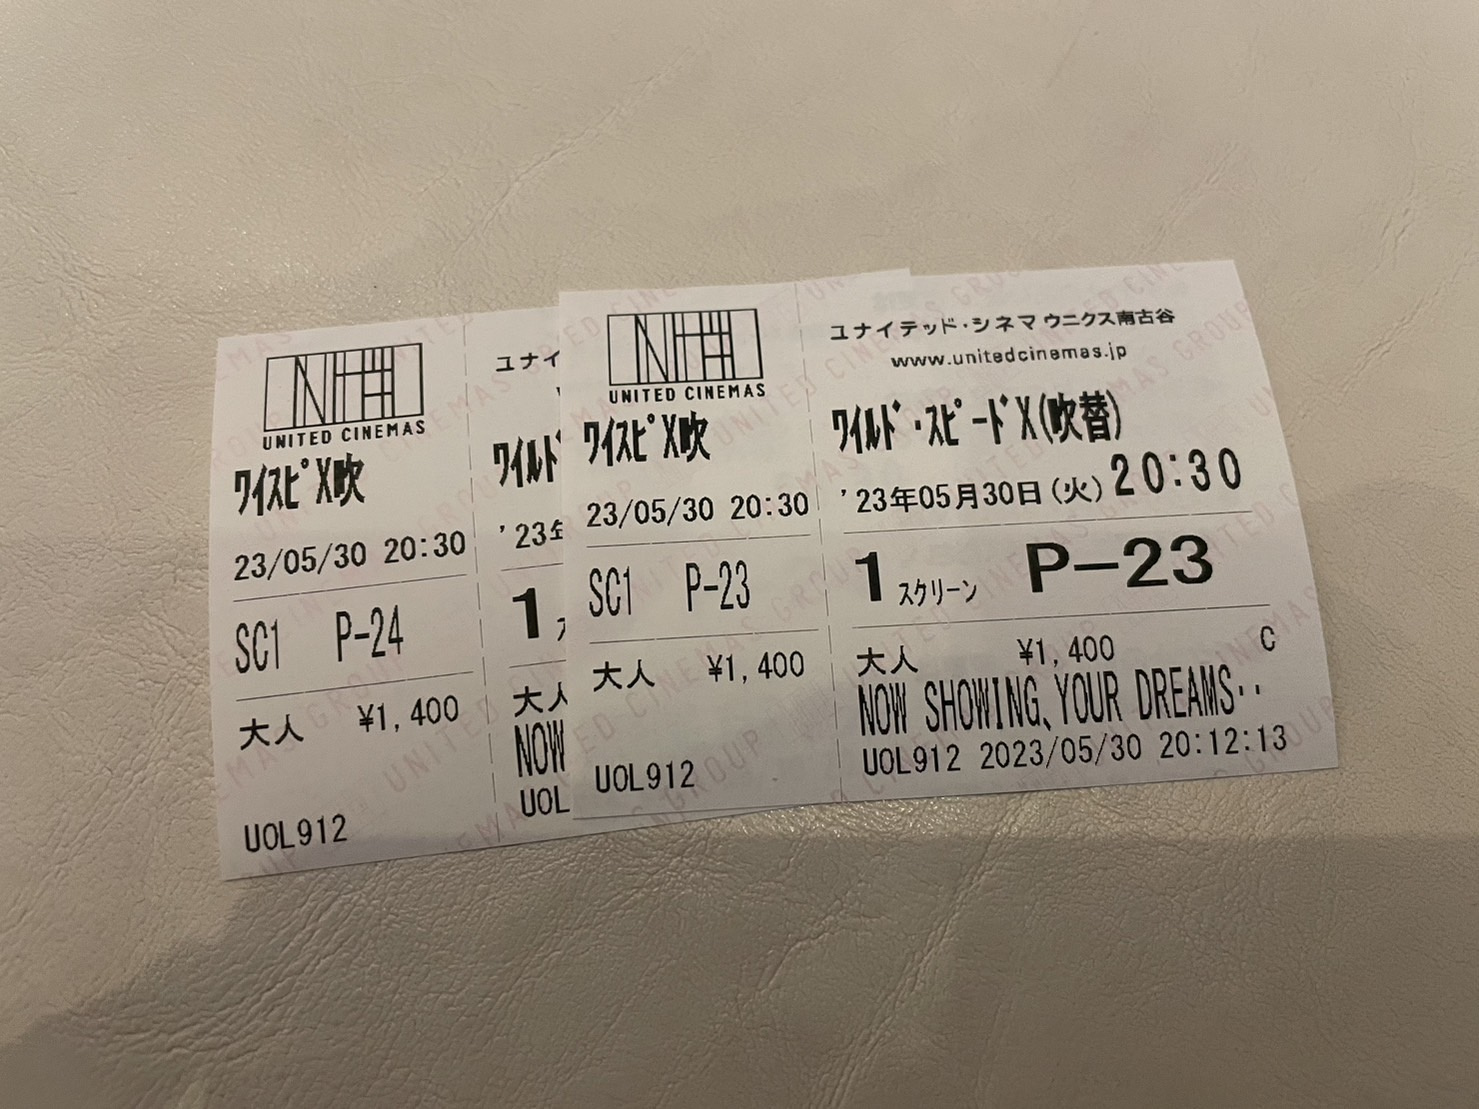 UNITED CINEMAS
ﾜｲｽﾋﾟX吹
23/05/30 20:30
SC1 P-24
大人 ¥1,400
UOL912
ユナイ
ﾜｲﾙﾄﾞ
'23年
1
大人
NOW
UOL
UNITED CINEMAS
ﾜｲｽﾋﾟX吹
23/05/30 20:30
SC1 P-23
大人 ¥1,400
UOL912
ユナイテッド・シネマ ウニクス南古谷
www.unitedcinemas.jp
ﾜｲﾙﾄﾞ・ｽﾋﾟｰﾄﾞX(吹替)
'23年05月30日(火) 20:30
1 スクリーン P-23
大人 ¥1,400 C
NOW SHOWING､YOUR DREAMS･･
UOL912 2023/05/30 20:12:13